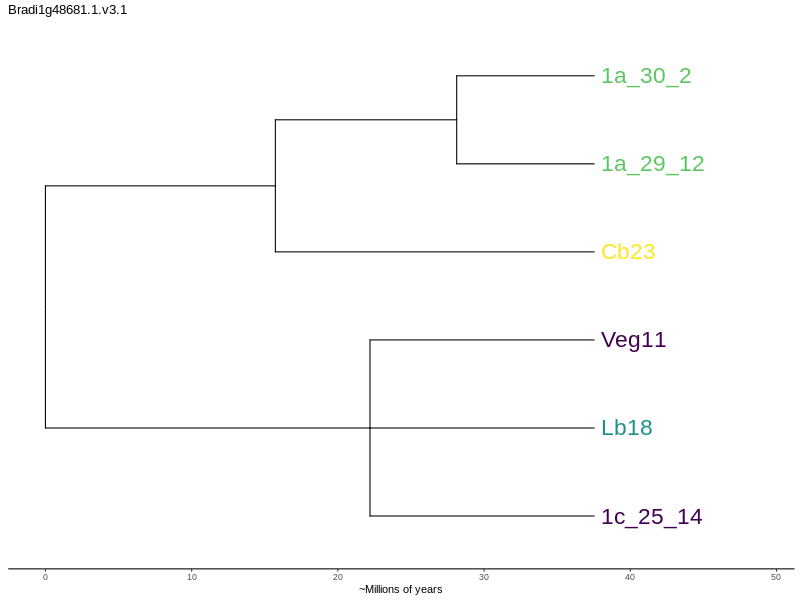 Bradi1g48681.1.v3.1
1a_30_2
1a_29_12
Cb23
Veg11
Lb18
1c_25_14
0 10 20 30 40 50
~Millions of years